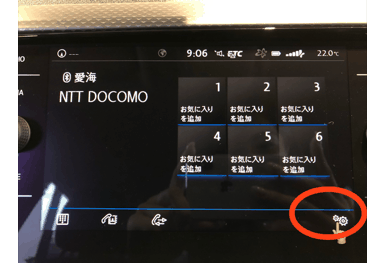 ---
9:06
ETC
22.0°C
愛海
NTT DOCOMO
1
2
3
お気に入り
を追加
お気に入り
を追加
お気に入り
を追加
4
5
6
お気に入り
を追加
お気に入り
を追加
お気に入り
を追加